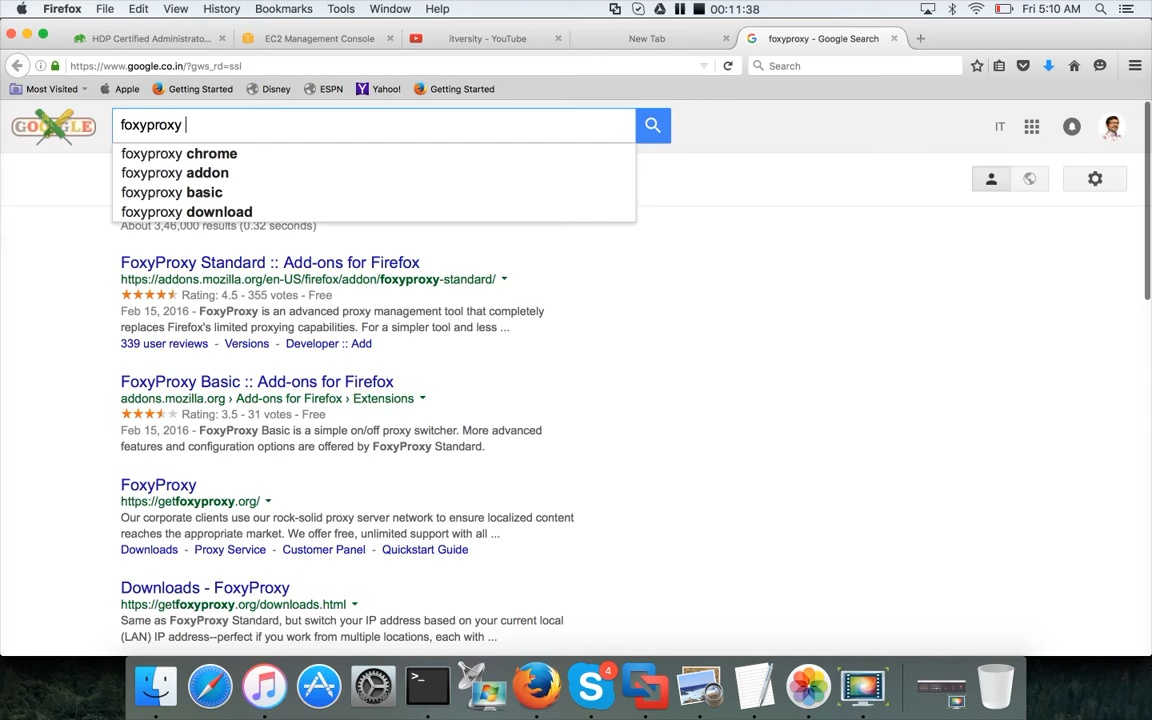 Firefox File Edit View History Bookmarks Tools Window Help 00:11:38 Fri 5:10 AM
HDP Certified Administrato... EC2 Management Console itversity - YouTube New Tab foxyproxy - Google Search
https://www.google.co.in/?gws_rd=ssl Search
Most Visited Apple Getting Started Disney ESPN Yahoo! Getting Started
GOOGLE foxyproxy IT
foxyproxy chrome
foxyproxy addon
foxyproxy basic
foxyproxy download
About 3,46,000 results (0.32 seconds)
FoxyProxy Standard :: Add-ons for Firefox
https://addons.mozilla.org/en-US/firefox/addon/foxyproxy-standard/
Rating: 4.5 - 355 votes - Free
Feb 15, 2016 - FoxyProxy is an advanced proxy management tool that completely
replaces Firefox's limited proxying capabilities. For a simpler tool and less ...
339 user reviews - Versions - Developer :: Add
FoxyProxy Basic :: Add-ons for Firefox
addons.mozilla.org › Add-ons for Firefox › Extensions
Rating: 3.5 - 31 votes - Free
Feb 15, 2016 - FoxyProxy Basic is a simple on/off proxy switcher. More advanced
features and configuration options are offered by FoxyProxy Standard.
FoxyProxy
https://getfoxyproxy.org/
Our corporate clients use our rock-solid proxy server network to ensure localized content
reaches the appropriate market. We offer free, unlimited support with all ...
Downloads - Proxy Service - Customer Panel - Quickstart Guide
Downloads - FoxyProxy
https://getfoxyproxy.org/downloads.html
Same as FoxyProxy Standard, but switch your IP address based on your current local
(LAN) IP address--perfect if you work from multiple locations, each with ...
4